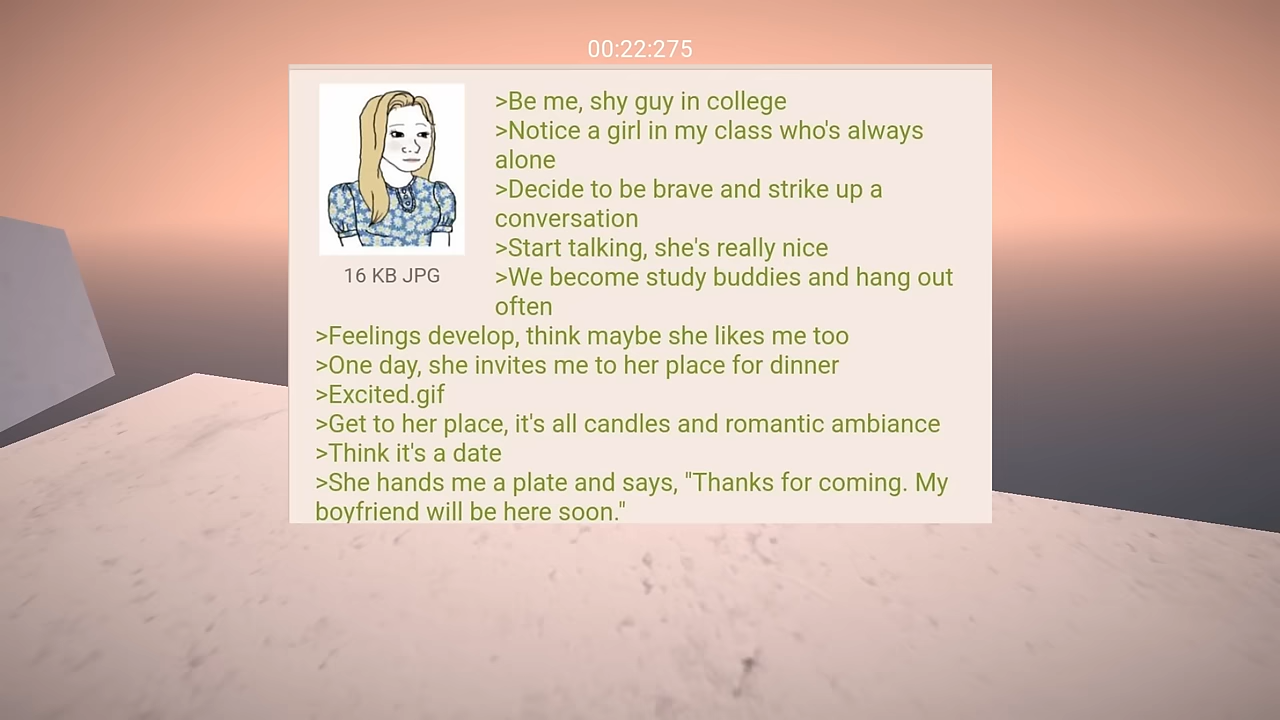 00:22:275
>Be me, shy guy in college
>Notice a girl in my class who's always
alone
>Decide to be brave and strike up a
conversation
>Start talking, she's really nice
>We become study buddies and hang out
often
16 KB JPG
>Feelings develop, think maybe she likes me too
>One day, she invites me to her place for dinner
>Excited.gif
>Get to her place, it's all candles and romantic ambiance
>Think it's a date
>She hands me a plate and says, "Thanks for coming. My
boyfriend will be here soon."